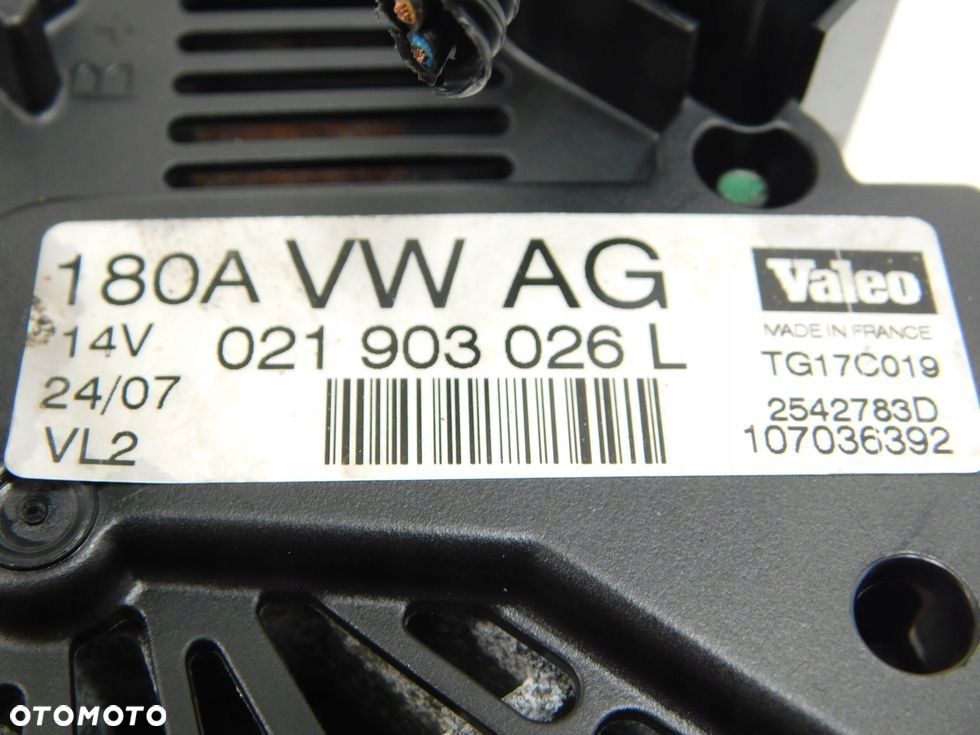 B
180A VW AG
14V 021 903 026 L
24/07
VL2
Valeo
MADE IN FRANCE
TG17C019
2542783D
107036392
OTOMOTO